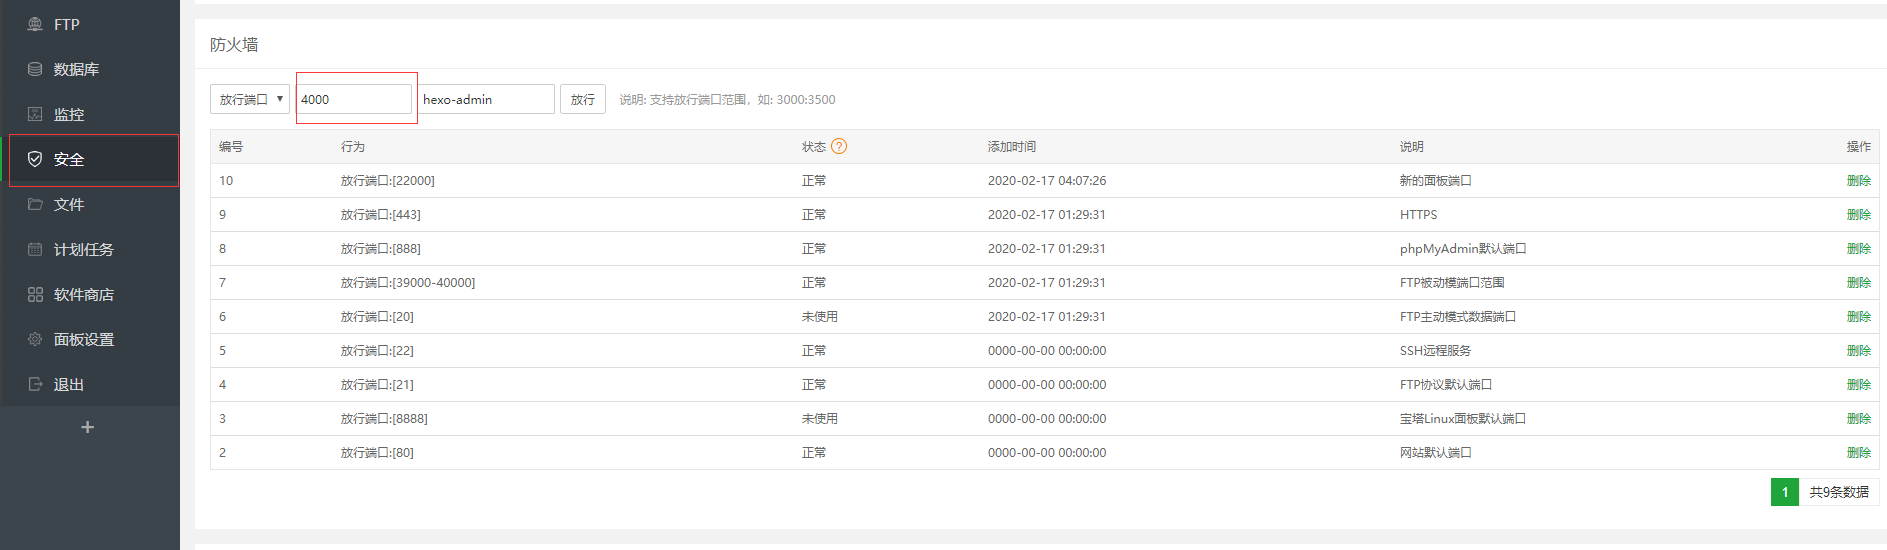 FTP
数据库
监控
安全
文件
计划任务
软件商店
面板设置
退出
+
防火墙
放行端口 ▼ 4000 hexo-admin 放行 说明: 支持放行端口范围，如: 3000:3500
编号 行为 状态 ? 添加时间 说明 操作
10 放行端口:[22000] 正常 2020-02-17 04:07:26 新的面板端口 删除
9 放行端口:[443] 正常 2020-02-17 01:29:31 HTTPS 删除
8 放行端口:[888] 正常 2020-02-17 01:29:31 phpMyAdmin默认端口 删除
7 放行端口:[39000-40000] 正常 2020-02-17 01:29:31 FTP被动模端口范围 删除
6 放行端口:[20] 未使用 2020-02-17 01:29:31 FTP主动模式数据端口 删除
5 放行端口:[22] 正常 0000-00-00 00:00:00 SSH远程服务 删除
4 放行端口:[21] 正常 0000-00-00 00:00:00 FTP协议默认端口 删除
3 放行端口:[8888] 未使用 0000-00-00 00:00:00 宝塔Linux面板默认端口 删除
2 放行端口:[80] 正常 0000-00-00 00:00:00 网站默认端口 删除
1 共9条数据